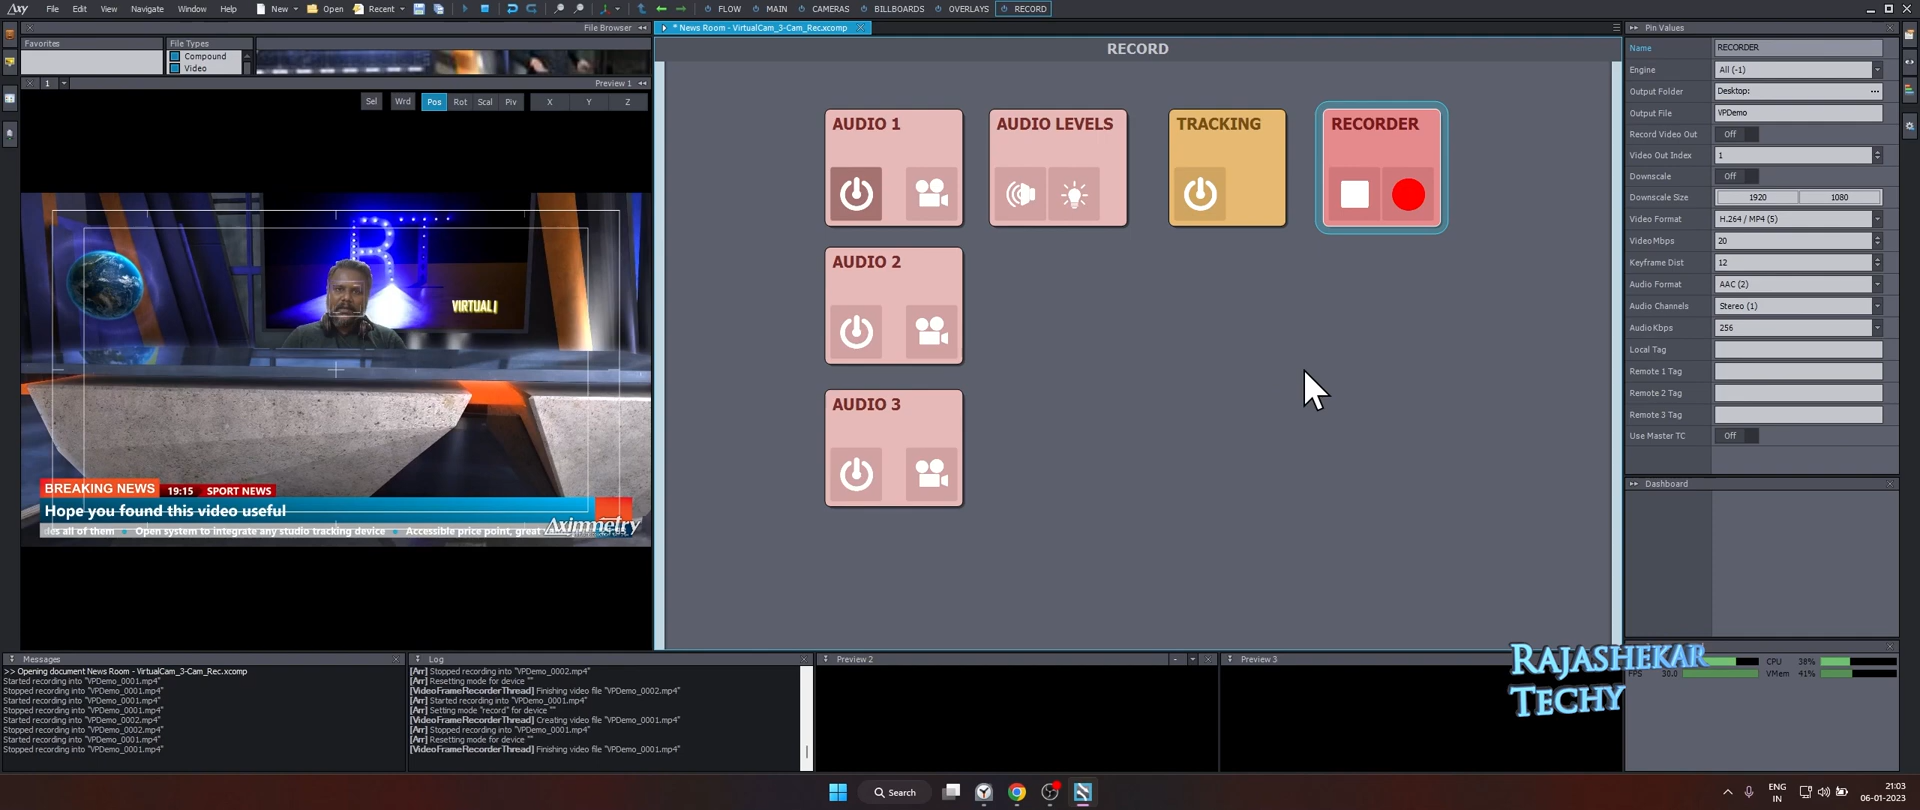 Axy File Edit View Navigate Window Help New Open Recent FLOW MAIN CAMERAS BILLBOARDS OVERLAYS RECORD
File Browser
Favorites
File Types
Compound
Video
1
Preview 1
Sel Wrd Pos Rot Scal Piv X Y Z
RT
VIRTUAL
BREAKING NEWS 19:15 SPORT NEWS
Hope you found this video useful
Aximmetry
des all of them Open system to integrate any studio tracking device Accessible price point, great
* News Room - VirtualCam_3-Cam_Rec.xcomp
RECORD
AUDIO 1
AUDIO LEVELS
TRACKING
RECORDER
AUDIO 2
AUDIO 3
Pin Values
Name RECORDER
Engine All (-1)
Output Folder Desktop: ...
Output File VPDemo
Record Video Out Off
Video Out Index 1
Downscale Off
Downscale Size 1920 1080
Video Format H.264 / MP4 (5)
Video Mbps 20
Keyframe Dist 12
Audio Format AAC (2)
Audio Channels Stereo (1)
Audio Kbps 256
Local Tag
Remote 1 Tag
Remote 2 Tag
Remote 3 Tag
Use Master TC Off
Dashboard
Messages
>> Opening document News Room - VirtualCam_3-Cam_Rec.xcomp
Started recording into "VPDemo_0001.mp4"
Stopped recording into "VPDemo_0001.mp4"
Started recording into "VPDemo_0001.mp4"
Stopped recording into "VPDemo_0001.mp4"
Started recording into "VPDemo_0002.mp4"
Stopped recording into "VPDemo_0002.mp4"
Started recording into "VPDemo_0001.mp4"
Stopped recording into "VPDemo_0001.mp4"
Log
[Arr] Stopped recording into "VPDemo_0002.mp4"
[Arr] Resetting mode for device ""
[VideoFrameRecorderThread] Finishing video file "VPDemo_0002.mp4"
[Arr] Started recording into "VPDemo_0001.mp4"
[Arr] Setting mode "record" for device ""
[VideoFrameRecorderThread] Creating video file "VPDemo_0001.mp4"
[Arr] Stopped recording into "VPDemo_0001.mp4"
[Arr] Resetting mode for device ""
[VideoFrameRecorderThread] Finishing video file "VPDemo_0001.mp4"
Preview 2
Preview 3
RAJASHEKAR
TECHY
CPU 38%
FPS 30.0 VMem 41%
Search
ENG
IN
21:03
06-01-2023